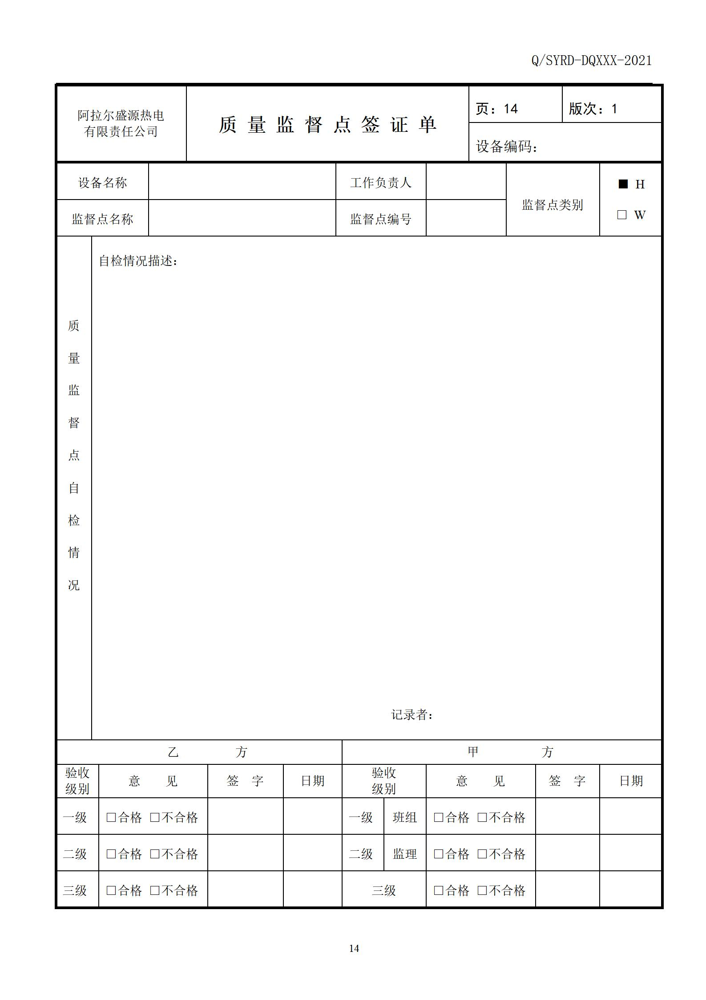 Q/SYRD-DQXXX-2021
阿拉尔盛源热电
有限责任公司
质量监督点签证单
页：14
版次：1
设备编码：
设备名称
工作负责人
监督点类别
■ H
□ W
监督点名称
监督点编号
质量监督点自检情况
自检情况描述：
记录者：
乙 方
甲 方
验收
级别
意 见
签 字
日期
验收
级别
意 见
签 字
日期
一级
□合格 □不合格
一级
班组
□合格 □不合格
二级
□合格 □不合格
二级
监理
□合格 □不合格
三级
□合格 □不合格
三级
□合格 □不合格
14